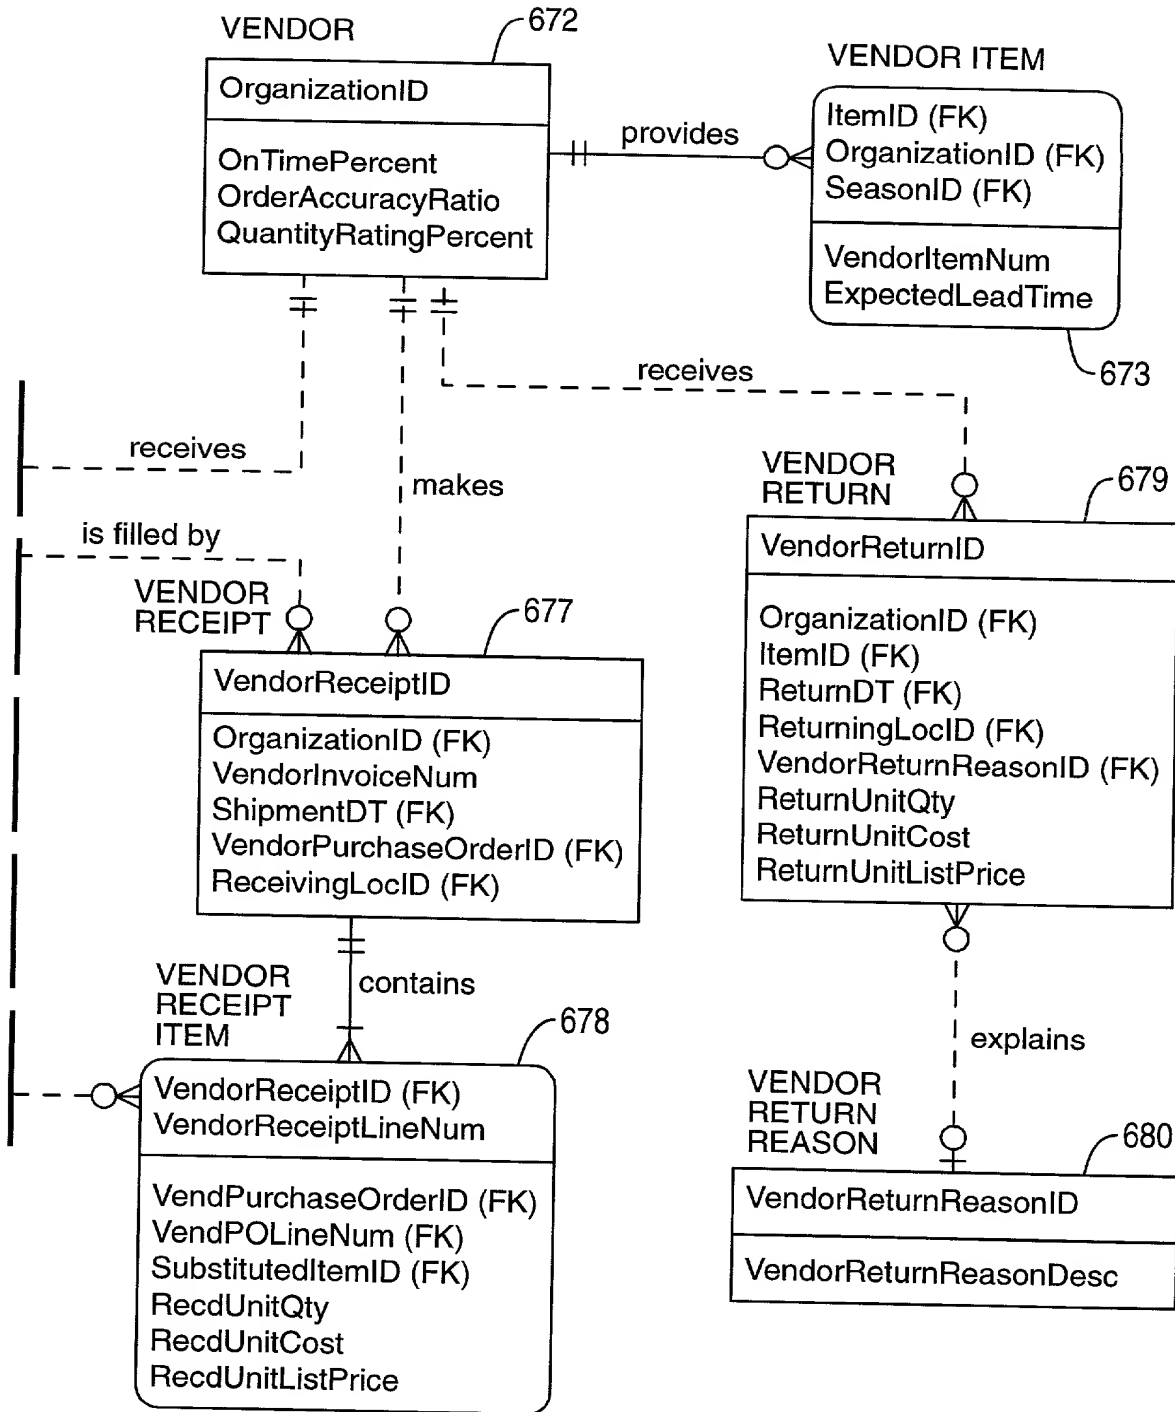 VENDOR
672
OrganizationID
OnTimePercent
OrderAccuracyRatio
QuantityRatingPercent
provides
VENDOR ITEM
ItemID (FK)
OrganizationID (FK)
SeasonID (FK)
VendorItemNum
ExpectedLeadTime
673
receives
receives
makes
is filled by
VENDOR
RECEIPT
677
VendorReceiptID
OrganizationID (FK)
VendorInvoiceNum
ShipmentDT (FK)
VendorPurchaseOrderID (FK)
ReceivingLocID (FK)
VENDOR
RETURN
679
VendorReturnID
OrganizationID (FK)
ItemID (FK)
ReturnDT (FK)
ReturningLocID (FK)
VendorReturnReasonID (FK)
ReturnUnitQty
ReturnUnitCost
ReturnUnitListPrice
contains
VENDOR
RECEIPT
ITEM
678
VendorReceiptID (FK)
VendorReceiptLineNum
VendPurchaseOrderID (FK)
VendPOLineNum (FK)
SubstitutedItemID (FK)
RecdUnitQty
RecdUnitCost
RecdUnitListPrice
explains
VENDOR
RETURN
REASON
680
VendorReturnReasonID
VendorReturnReasonDesc